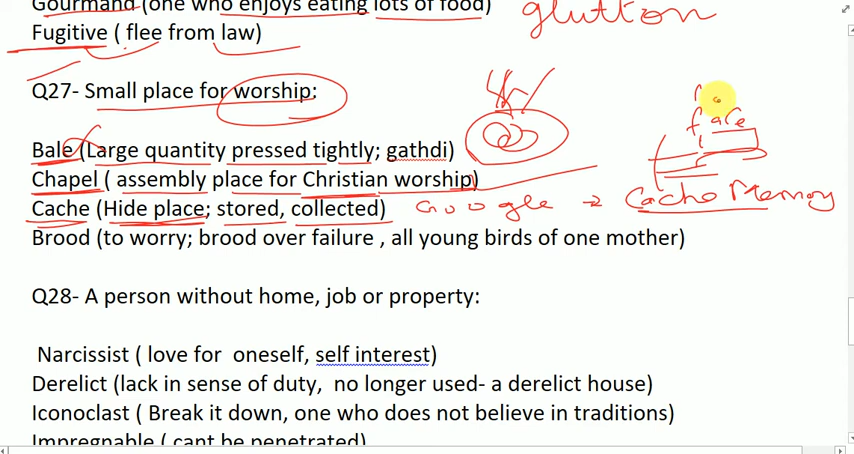 Gourmand (one who enjoys eating lots of food)
glutton
Fugitive ( flee from law)
Q27- Small place for worship:
Bale (Large quantity pressed tightly; gathdi)
Chapel ( assembly place for Christian worship)
Cache (Hide place; stored, collected)
Google → Cache Memory
Brood (to worry; brood over failure , all young birds of one mother)
Q28- A person without home, job or property:
Narcissist ( love for oneself, self interest)
Derelict (lack in sense of duty, no longer used- a derelict house)
Iconoclast ( Break it down, one who does not believe in traditions)
Impregnable ( cant be penetrated)